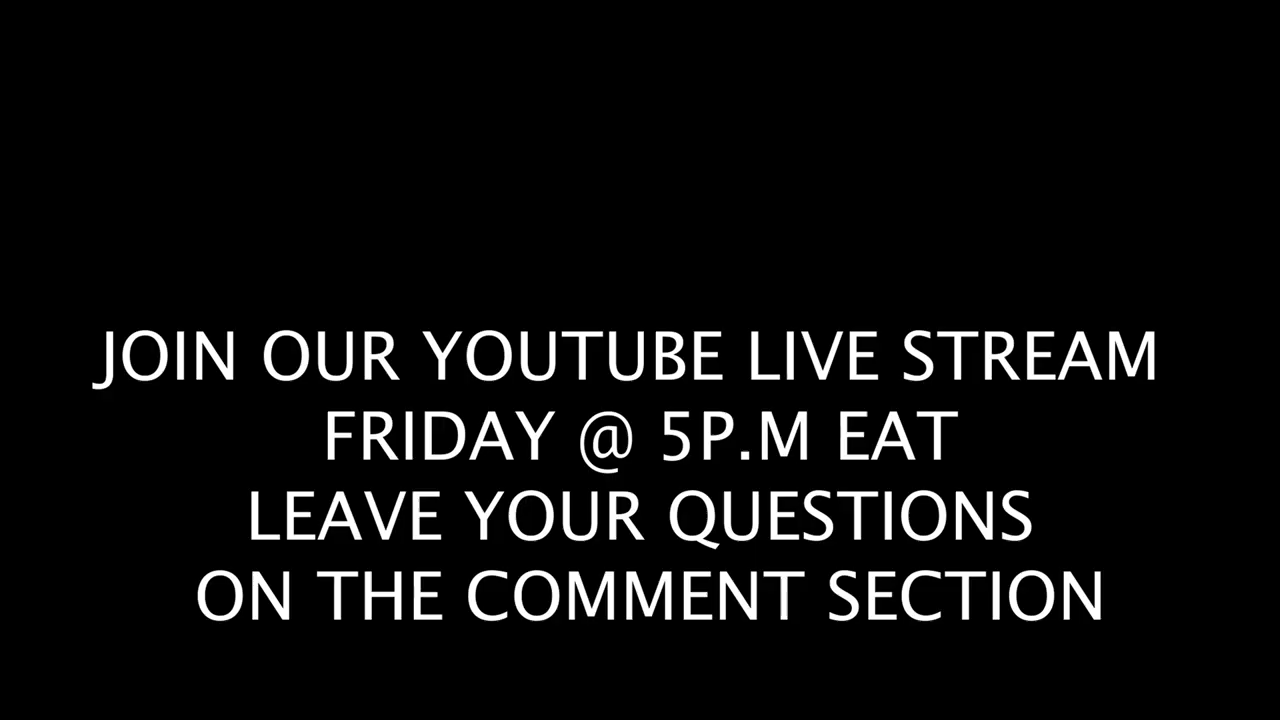 JOIN OUR YOUTUBE LIVE STREAM
FRIDAY @ 5P.M EAT
LEAVE YOUR QUESTIONS
ON THE COMMENT SECTION